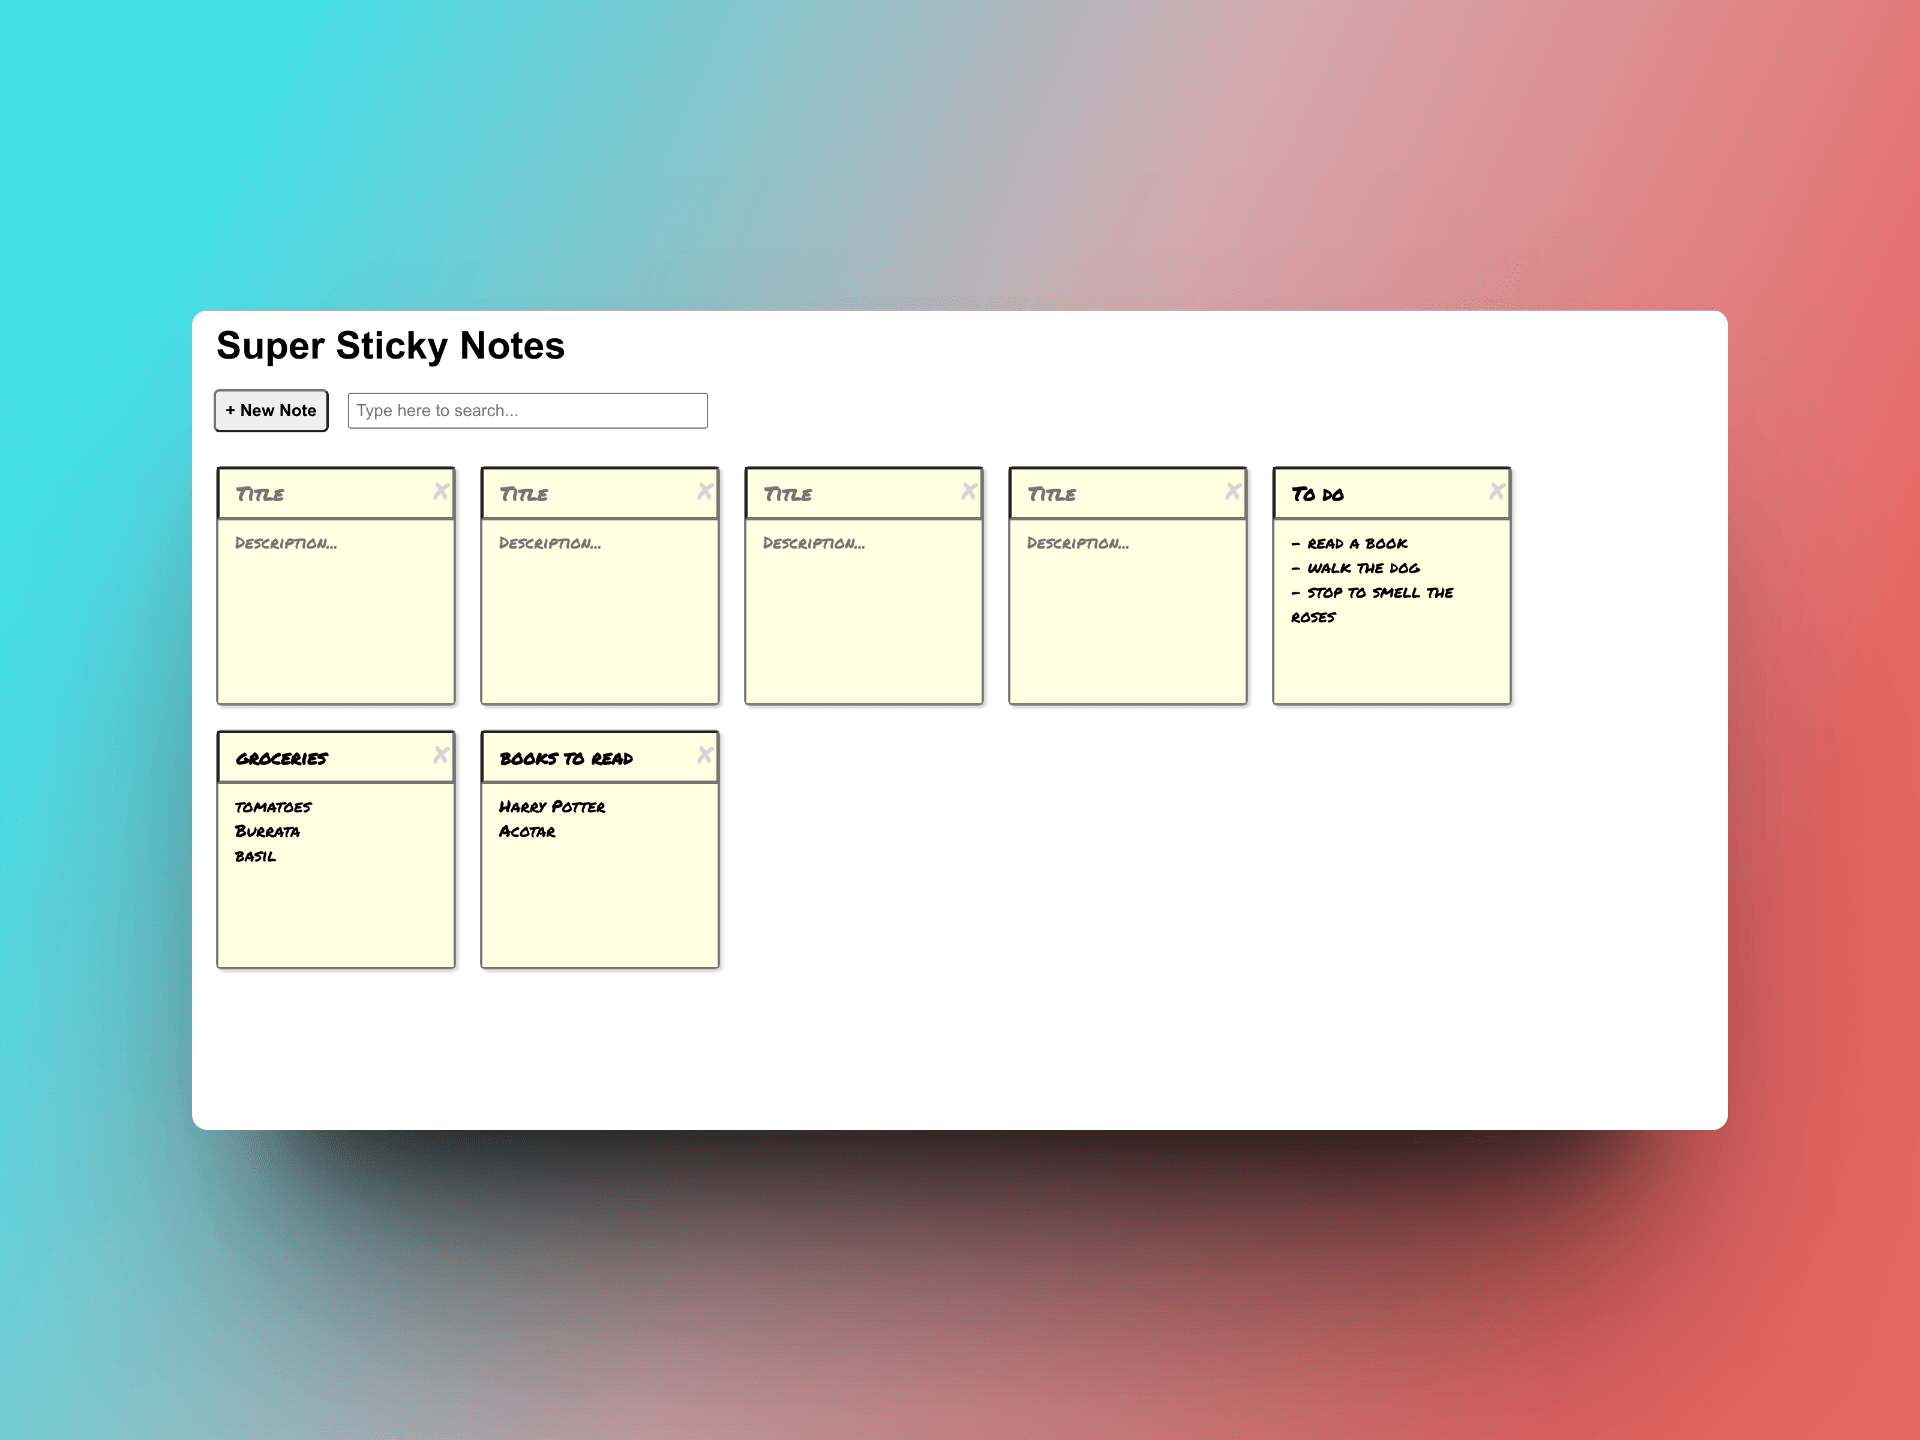 Super Sticky Notes
+ New Note
Type here to search...
Title
Description...
Title
Description...
Title
Description...
Title
Description...
To do
- read a book
- walk the dog
- stop to smell the
roses
groceries
tomatoes
Burrata
basil
books to read
Harry Potter
Acotar